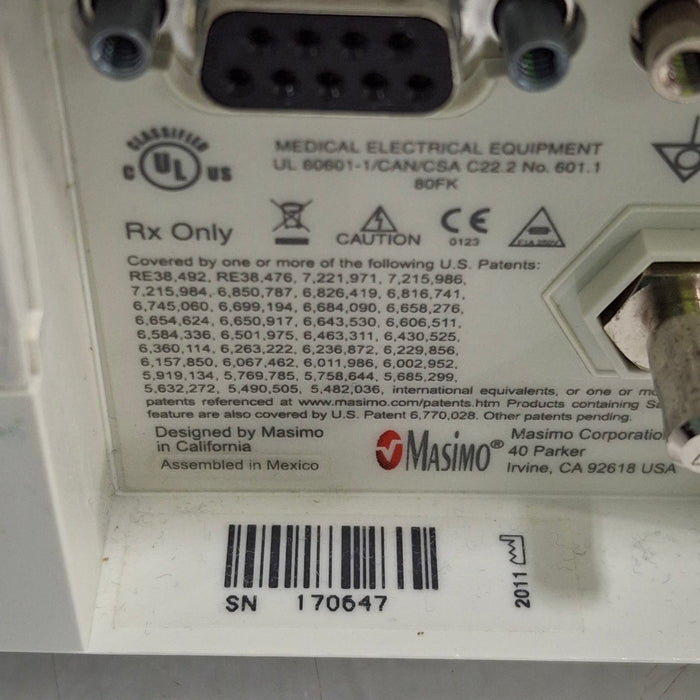 CLASSIFIED
C UL US
MEDICAL ELECTRICAL EQUIPMENT
UL 60601-1/CAN/CSA C22.2 No. 601.1
80FK
Rx Only
CAUTION
CE
0123
Covered by one or more of the following U.S. Patents:
RE38,492, RE38,476, 7,221,971, 7,215,986,
7,215,984, 6,850,787, 6,826,419, 6,816,741,
6,745,060, 6,699,194, 6,684,090, 6,658,276,
6,654,624, 6,650,917, 6,643,530, 6,606,511,
6,584,336, 6,501,975, 6,463,311, 6,430,525,
6,360,114, 6,263,222, 6,236,872, 6,229,856,
6,157,850, 6,067,462, 6,011,986, 6,002,952,
5,919,134, 5,769,785, 5,758,644, 5,685,299,
5,632,272, 5,490,505, 5,482,036, international equivalents, or one or
patents referenced at www.masimo.com/patents.htm Products containing
feature are also covered by U.S. Patent 6,770,028. Other patents pending.
Designed by Masimo
in California
Assembled in Mexico
MASIMO®
Masimo Corporatio
40 Parker
Irvine, CA 92618 USA
SN 170647
2011